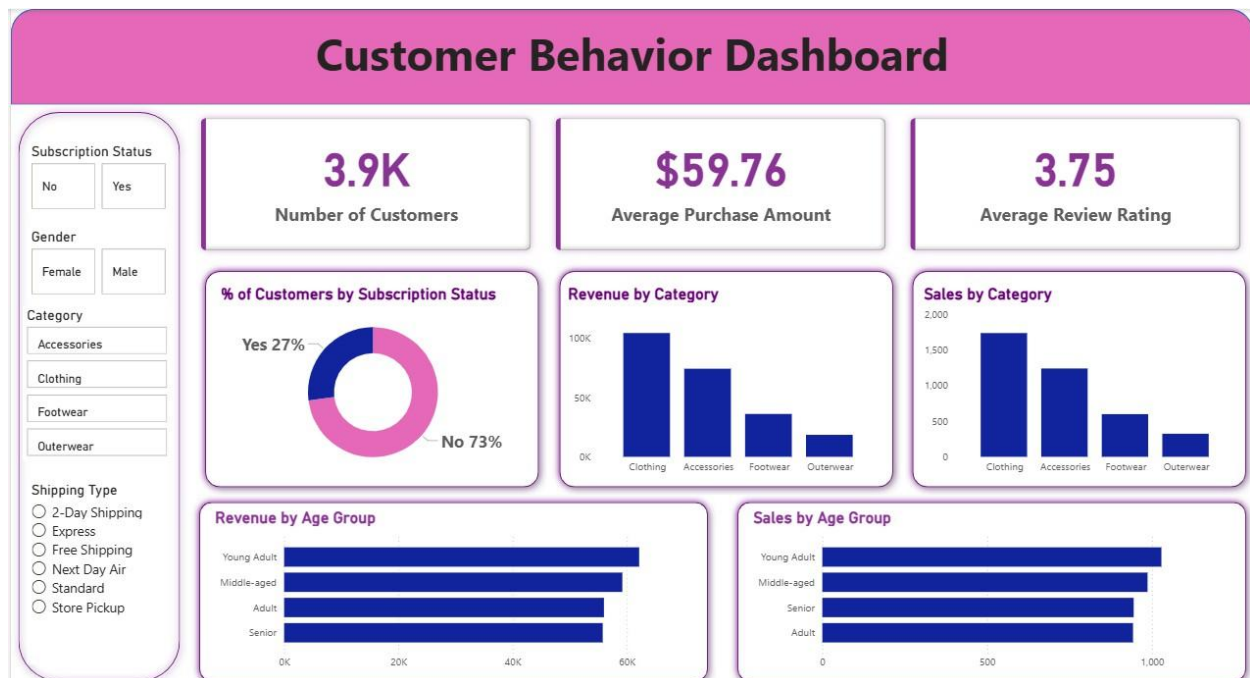 Customer Behavior Dashboard
Subscription Status
No Yes
Gender
Female Male
Category
Accessories
Clothing
Footwear
Outerwear
Shipping Type
2-Day Shipping
Express
Free Shipping
Next Day Air
Standard
Store Pickup
3.9K
Number of Customers
$59.76
Average Purchase Amount
3.75
Average Review Rating
% of Customers by Subscription Status
Yes 27%
No 73%
Revenue by Category
100K
50K
0K
Clothing Accessories Footwear Outerwear
Sales by Category
2,000
1,500
1,000
500
0
Clothing Accessories Footwear Outerwear
Revenue by Age Group
Young Adult
Middle-aged
Adult
Senior
0K 20K 40K 60K
Sales by Age Group
Young Adult
Middle-aged
Senior
Adult
0 500 1,000